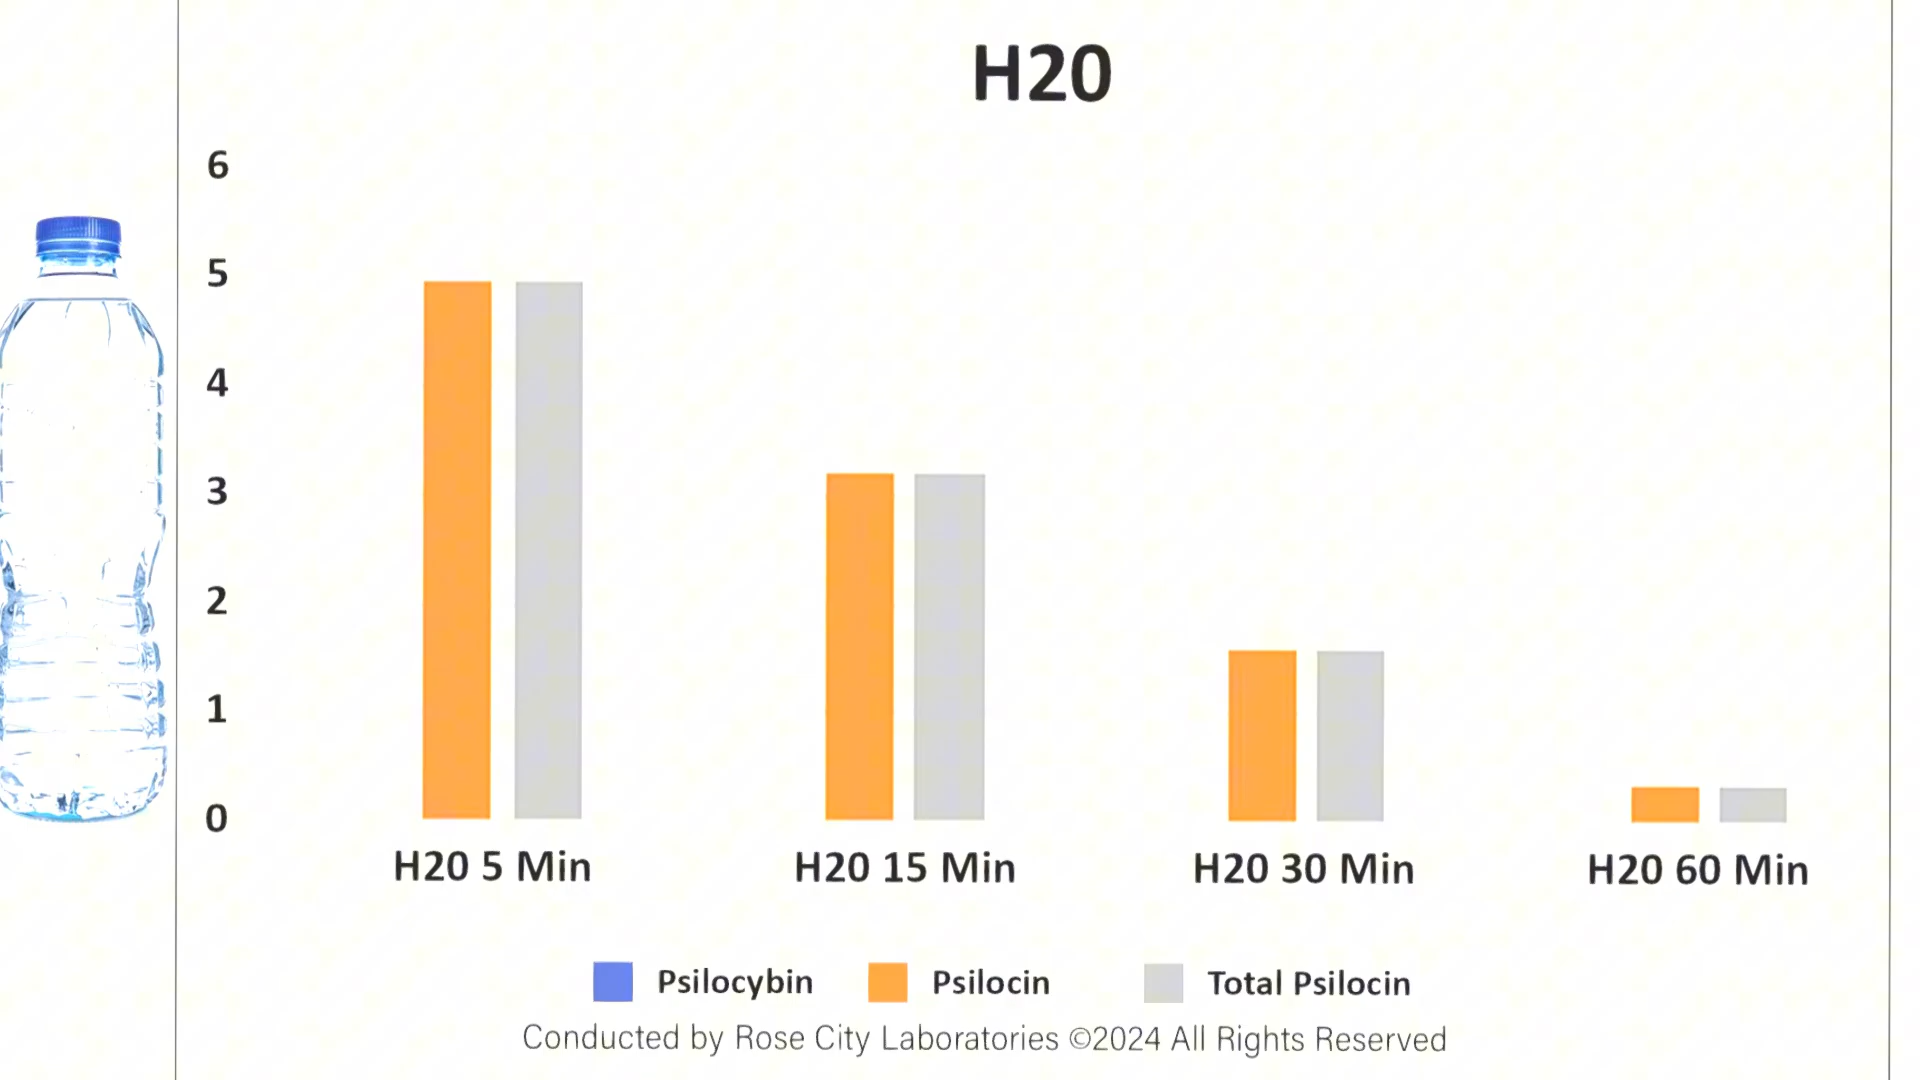 H20
6
5
4
3
2
1
0
H20 5 Min
H20 15 Min
H20 30 Min
H20 60 Min
Psilocybin
Psilocin
Total Psilocin
Conducted by Rose City Laboratories ©2024 All Rights Reserved